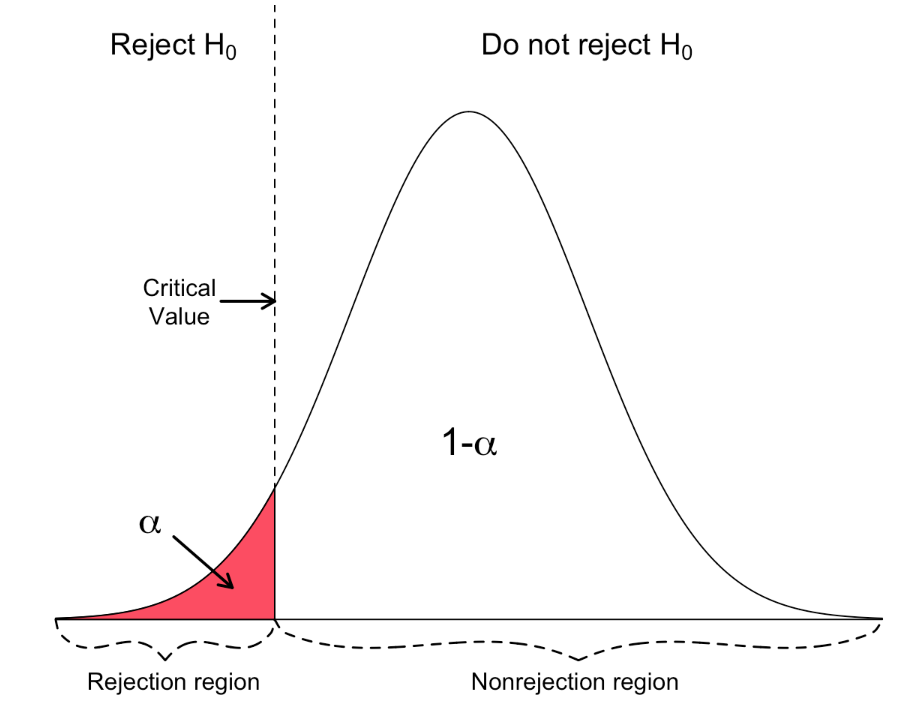 Reject H₀
Do not reject H₀
Critical
Value
1-α
α
Rejection region
Nonrejection region